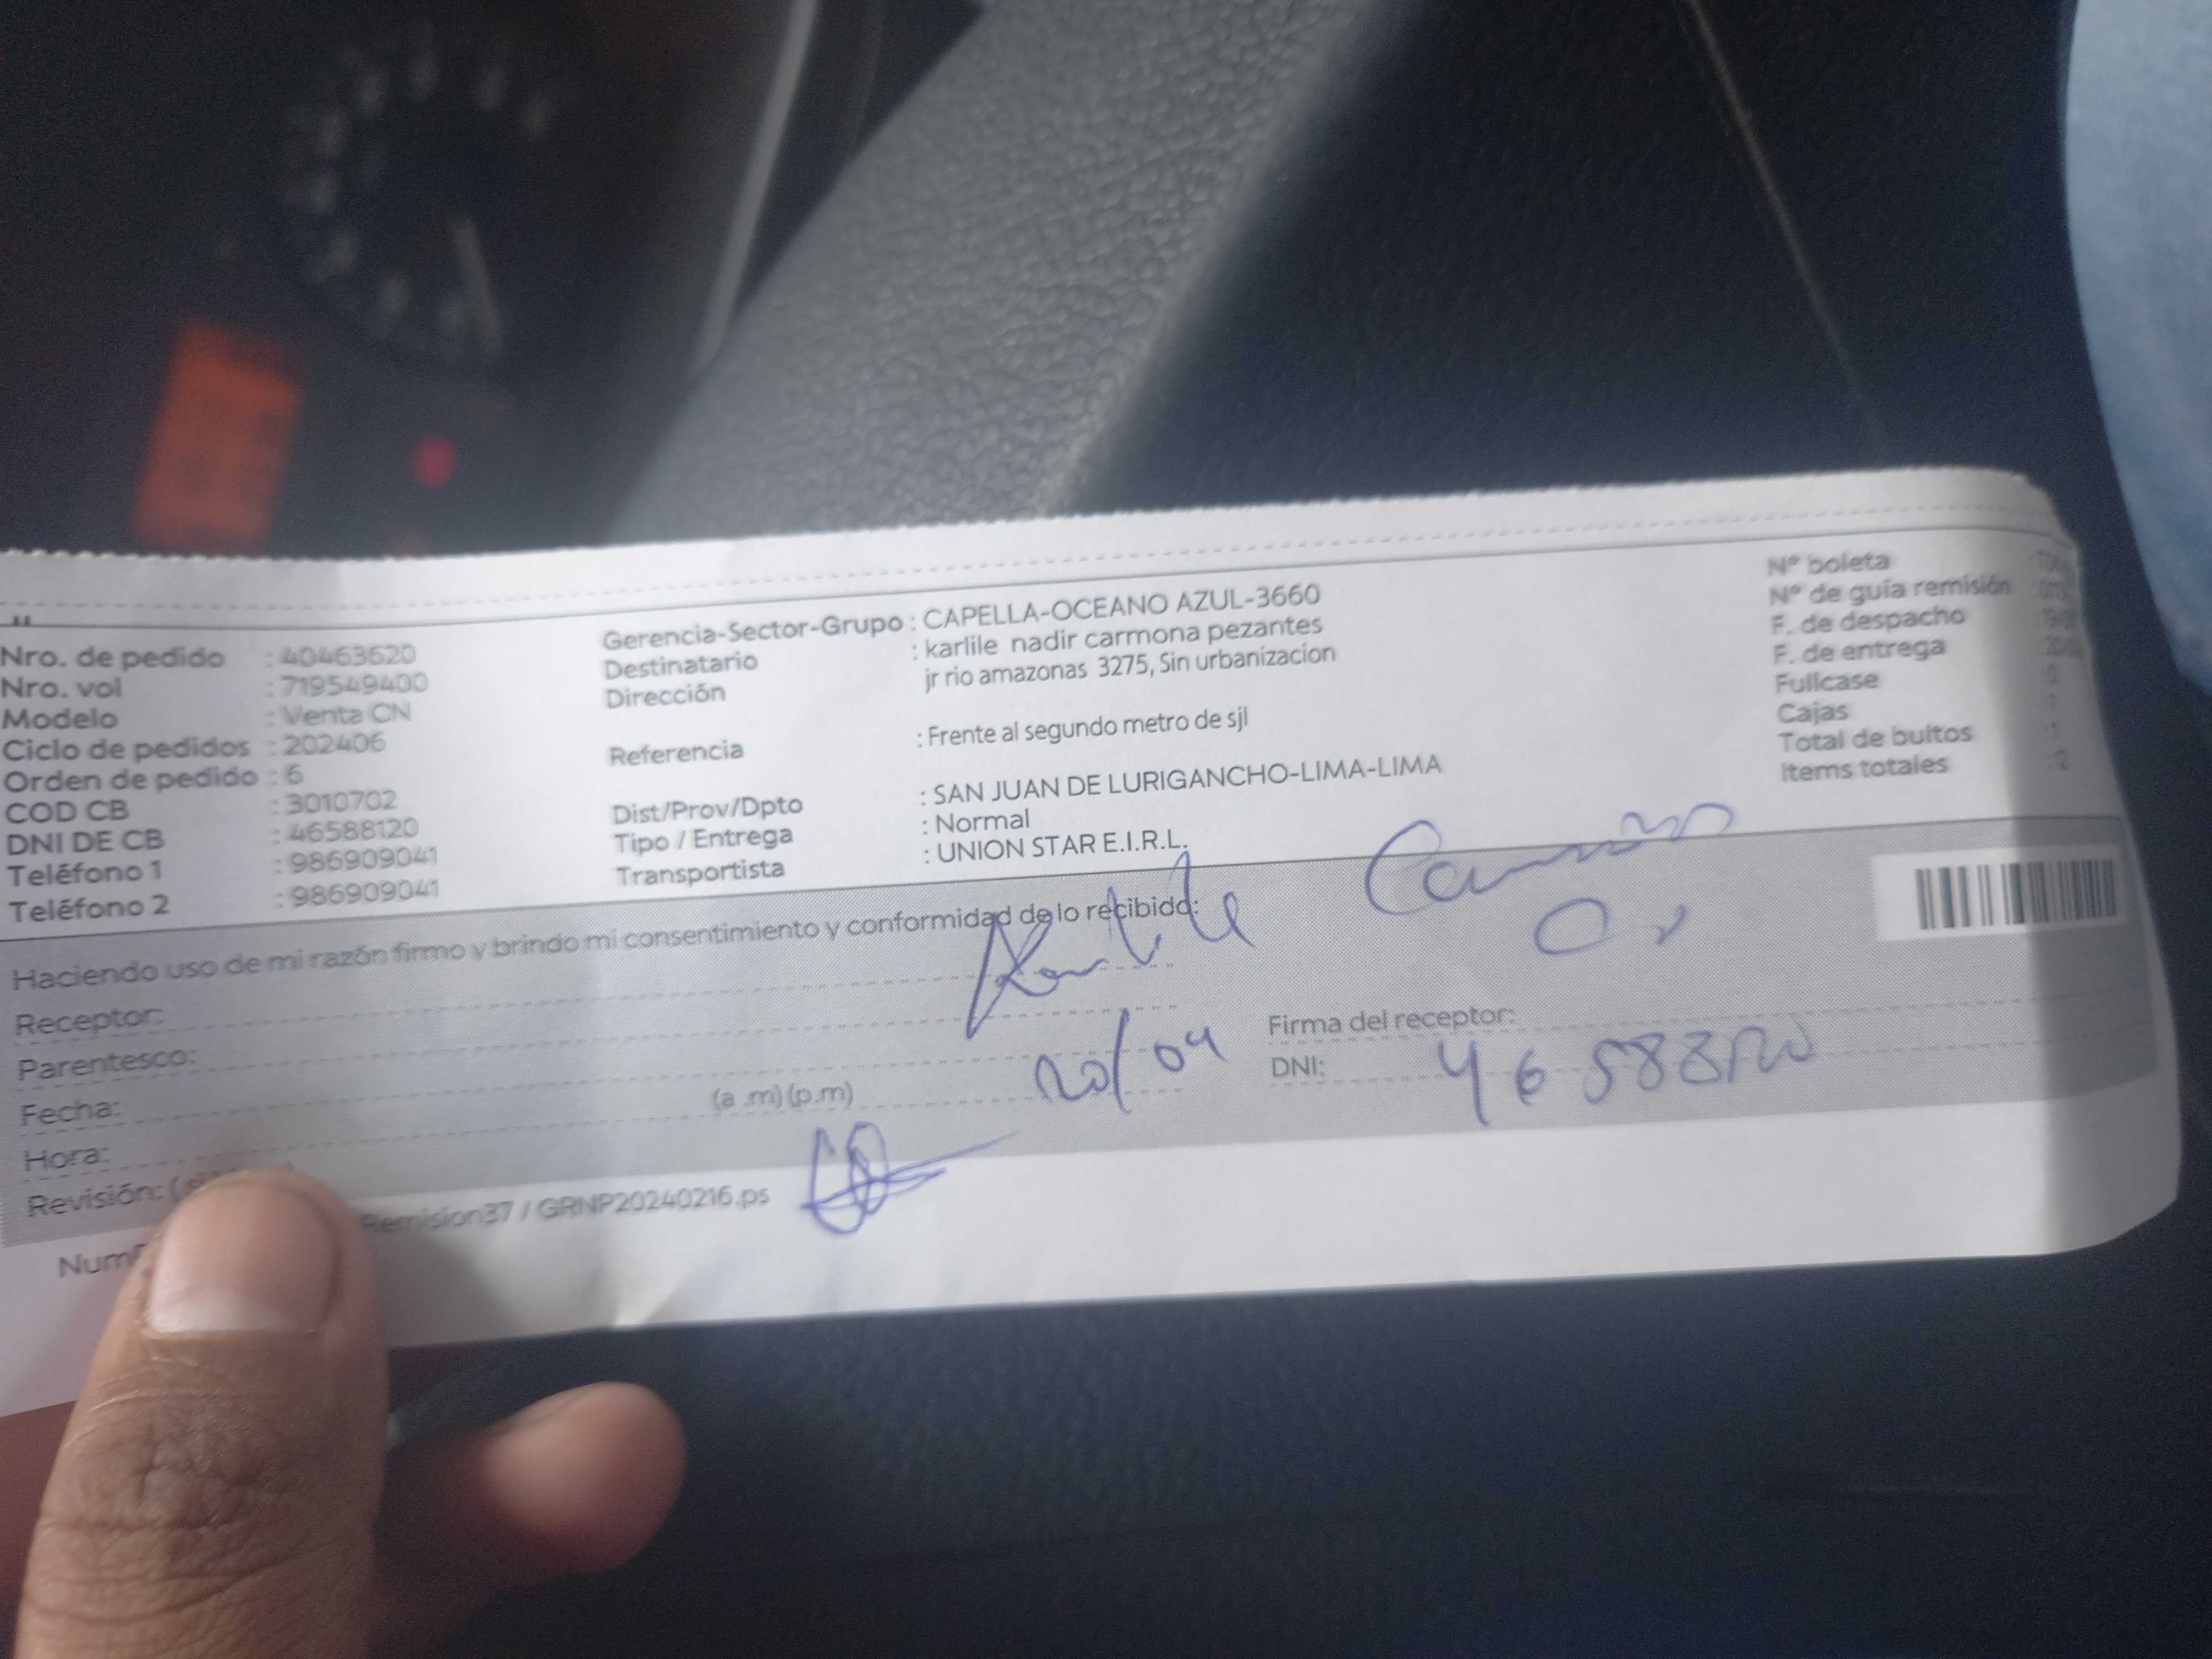 Nro. de pedido : 40463620
Nro. vol : 719549400
Modelo : Venta CN
Ciclo de pedidos : 202406
Orden de pedido : 6
COD CB : 3010702
DNI DE CB : 46588120
Teléfono 1 : 986909041
Teléfono 2 : 986909041
Gerencia-Sector-Grupo : CAPELLA-OCEANO AZUL-3660
Destinatario : karlile nadir carmona pezantes
Dirección jr rio amazonas 3275, Sin urbanizacion
Referencia : Frente al segundo metro de sjl
Dist/Prov/Dpto : SAN JUAN DE LURIGANCHO-LIMA-LIMA
Tipo / Entrega : Normal
Transportista : UNION STAR E.I.R.L.
Nº boleta
Nº de guía remisión
F. de despacho
F. de entrega
Fullcase : 0
Cajas : 1
Total de bultos : 1
Items totales : 12
Haciendo uso de mi razón firmo y brindo mi consentimiento y conformidad de lo recibido:
Receptor:
Parentesco:
Fecha: 20/04
Hora: (a .m) (p.m)
Revisión:
Firma del receptor:
DNI: 46588120
Remision37 / GRNP20240216.ps